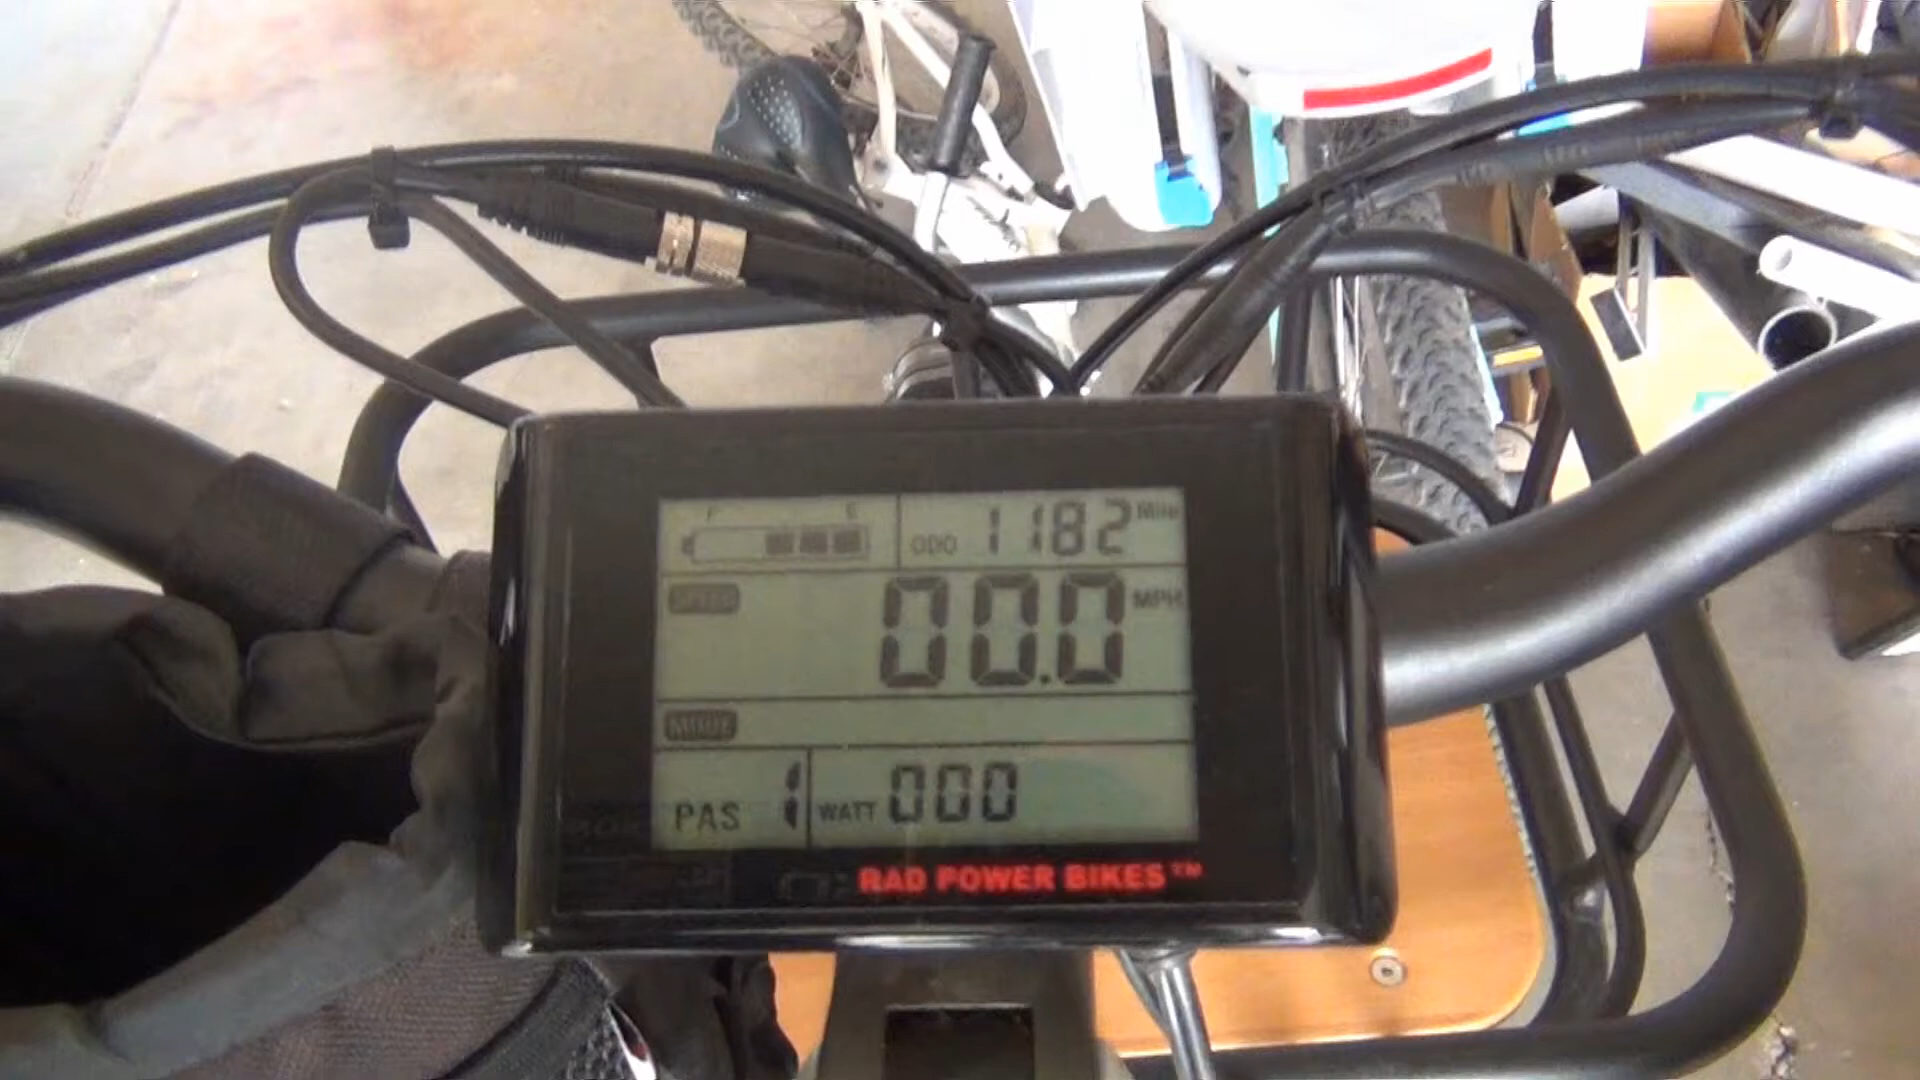 F E
ODO 1182 Mile
SPEED
00.0 MPH
MODE
PAS 1 WATT 000
RAD POWER BIKES™